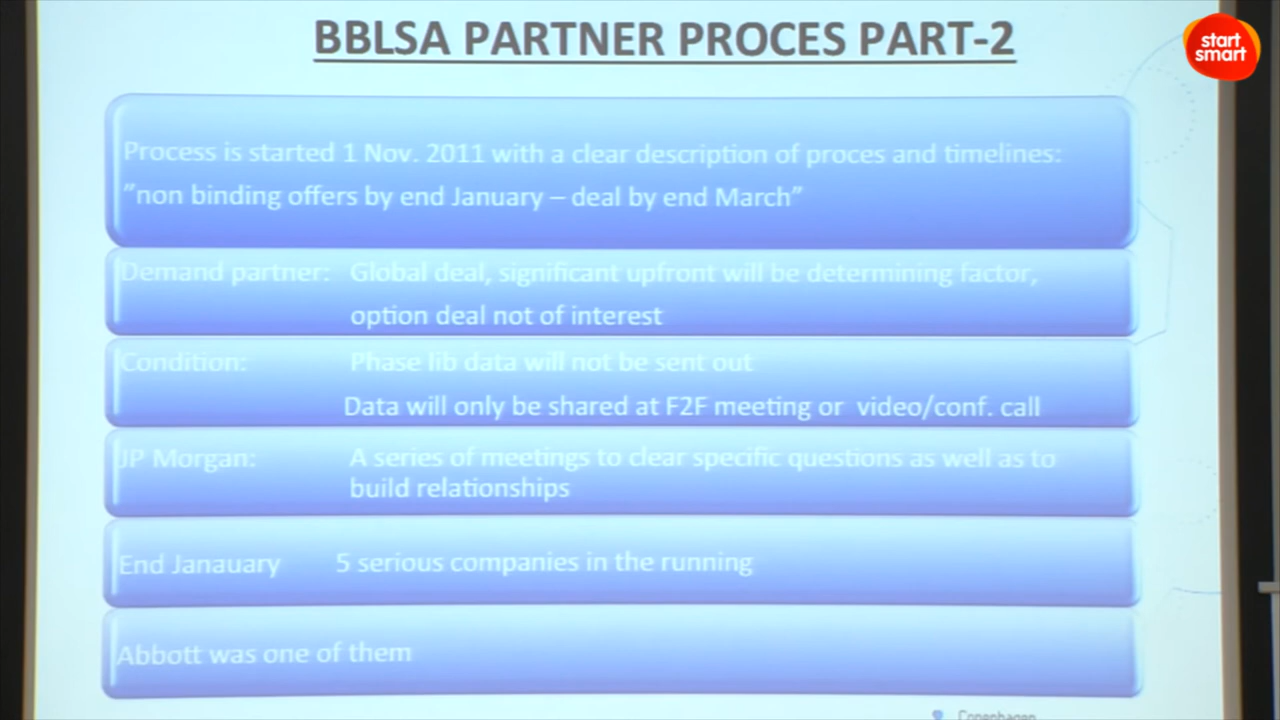 BBLSA PARTNER PROCES PART-2
start
smart
Process is started 1 Nov. 2011 with a clear description of proces and timelines:
”non binding offers by end January – deal by end March”
Demand partner: Global deal, significant upfront will be determining factor,
option deal not of interest
Condition: Phase IIb data will not be sent out
Data will only be shared at F2F meeting or video/conf. call
JP Morgan: A series of meetings to clear specific questions as well as to
build relationships
End Janauary 5 serious companies in the running
Abbott was one of them
Copenhagen